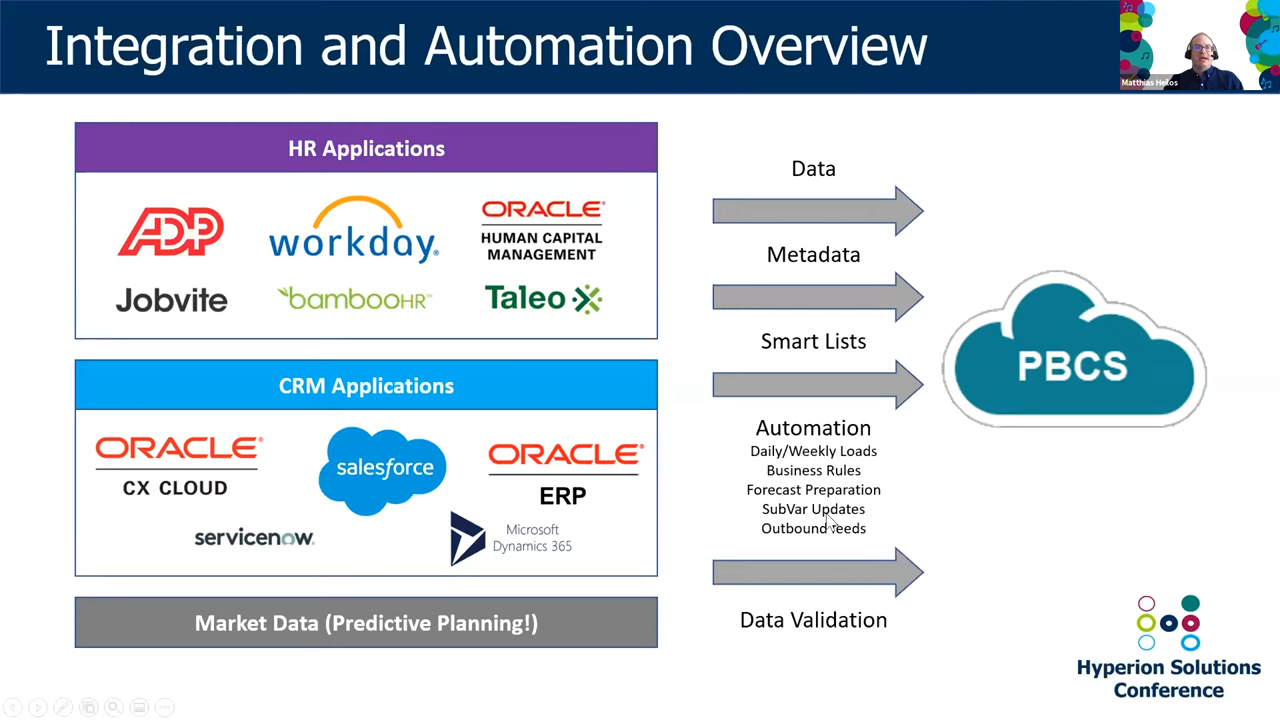 Integration and Automation Overview
Matthias Heilos
HR Applications
ADP
workday.
ORACLE
HUMAN CAPITAL
MANAGEMENT
Jobvite
bambooHR
Taleo
CRM Applications
ORACLE
CX CLOUD
salesforce
ORACLE
ERP
servicenow
Microsoft
Dynamics 365
Market Data (Predictive Planning!)
Data
Metadata
Smart Lists
Automation
Daily/Weekly Loads
Business Rules
Forecast Preparation
SubVar Updates
Outbound Feeds
Data Validation
PBCS
Hyperion Solutions
Conference